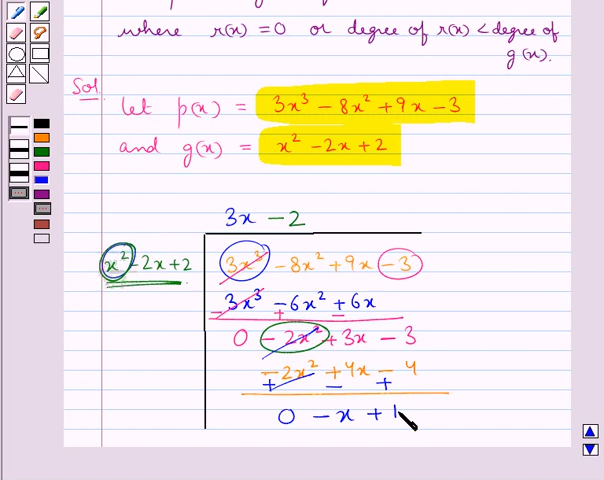 where r(x) = 0 or degree of r(x) < degree of
g(x).
Sol.
let p(x) = 3x³ - 8x² + 9x - 3
and g(x) = x² - 2x + 2
3x - 2
x² - 2x + 2 3x³ - 8x² + 9x - 3
3x³ - 6x² + 6x
- + -
0 - 2x² + 3x - 3
- 2x² + 4x - 4
+ - +
0 - x + 1